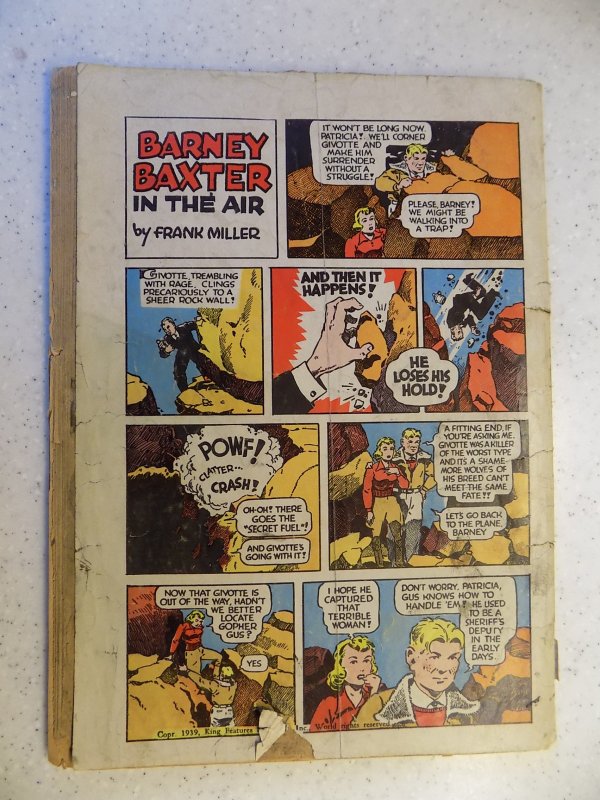 BARNEY
BAXTER
IN THE AIR
by FRANK MILLER
IT WON'T BE LONG NOW,
PATRICIA! WE'LL CORNER
GIVOTTE AND
MAKE HIM
SURRENDER
WITHOUT A
STRUGGLE!
PLEASE, BARNEY!
WE MIGHT BE
WALKING INTO
A TRAP!
GIVOTTE, TREMBLING
WITH RAGE, CLINGS
PRECARIOUSLY TO A
SHEER ROCK WALL!
AND THEN IT
HAPPENS!
HE
LOSES HIS
HOLD!
POWF!
CLATTER--
CRASH!
OH-OH! THERE
GOES THE
"SECRET FUEL"!
AND GIVOTTE'S
GOING WITH IT!
A FITTING END, IF
YOU'RE ASKING ME.
GIVOTTE WAS A KILLER
OF THE WORST TYPE
AND ITS A SHAME
MORE WOLVES OF
HIS BREED CAN'T
MEET THE SAME
FATE!!
LET'S GO BACK
TO THE PLANE,
BARNEY
NOW THAT GIVOTTE IS
OUT OF THE WAY, HADN'T
WE BETTER
LOCATE
GOPHER
GUS?
YES
I HOPE HE
CAPTURED
THAT
TERRIBLE
WOMAN!
DON'T WORRY, PATRICIA,
GUS KNOWS HOW TO
HANDLE 'EM! HE USED
TO BE A
SHERIFF'S
DEPUTY
IN THE
EARLY
DAYS.
Copr. 1939, King Features Inc., World rights reserved